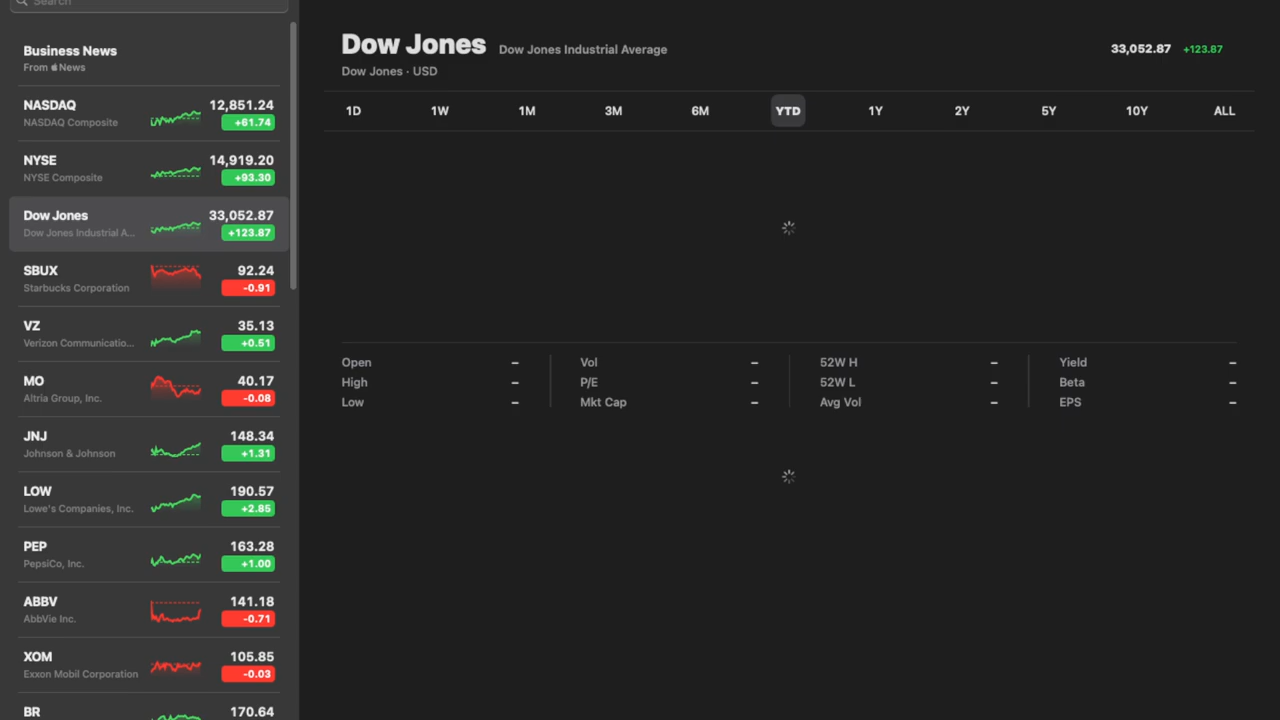 Search
Business News
From News
NASDAQ 12,851.24
NASDAQ Composite +61.74
NYSE 14,919.20
NYSE Composite +93.30
Dow Jones 33,052.87
Dow Jones Industrial A... +123.87
SBUX 92.24
Starbucks Corporation -0.91
VZ 35.13
Verizon Communicatio... +0.51
MO 40.17
Altria Group, Inc. -0.08
JNJ 148.34
Johnson & Johnson +1.31
LOW 190.57
Lowe's Companies, Inc. +2.85
PEP 163.28
PepsiCo, Inc. +1.00
ABBV 141.18
AbbVie Inc. -0.71
XOM 105.85
Exxon Mobil Corporation -0.03
BR 170.64
Dow Jones Dow Jones Industrial Average 33,052.87 +123.87
Dow Jones · USD
1D 1W 1M 3M 6M YTD 1Y 2Y 5Y 10Y ALL
Open – Vol – 52W H – Yield –
High – P/E – 52W L – Beta –
Low – Mkt Cap – Avg Vol – EPS –